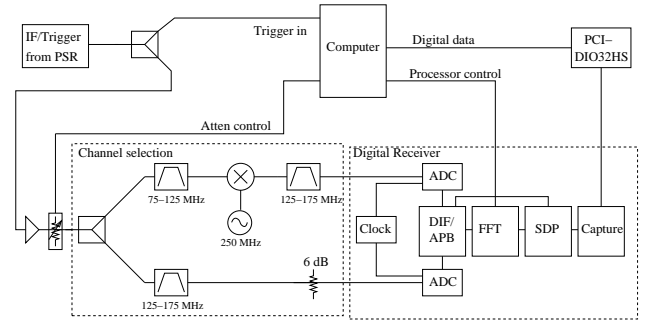 IF/Trigger
from PSR
Trigger in
Computer
Digital data
PCI–
DIO32HS
Processor control
Atten control
Channel selection
Digital Receiver
75–125 MHz
250 MHz
125–175 MHz
ADC
Clock
DIF/
APB
FFT
SDP
Capture
6 dB
125–175 MHz
ADC